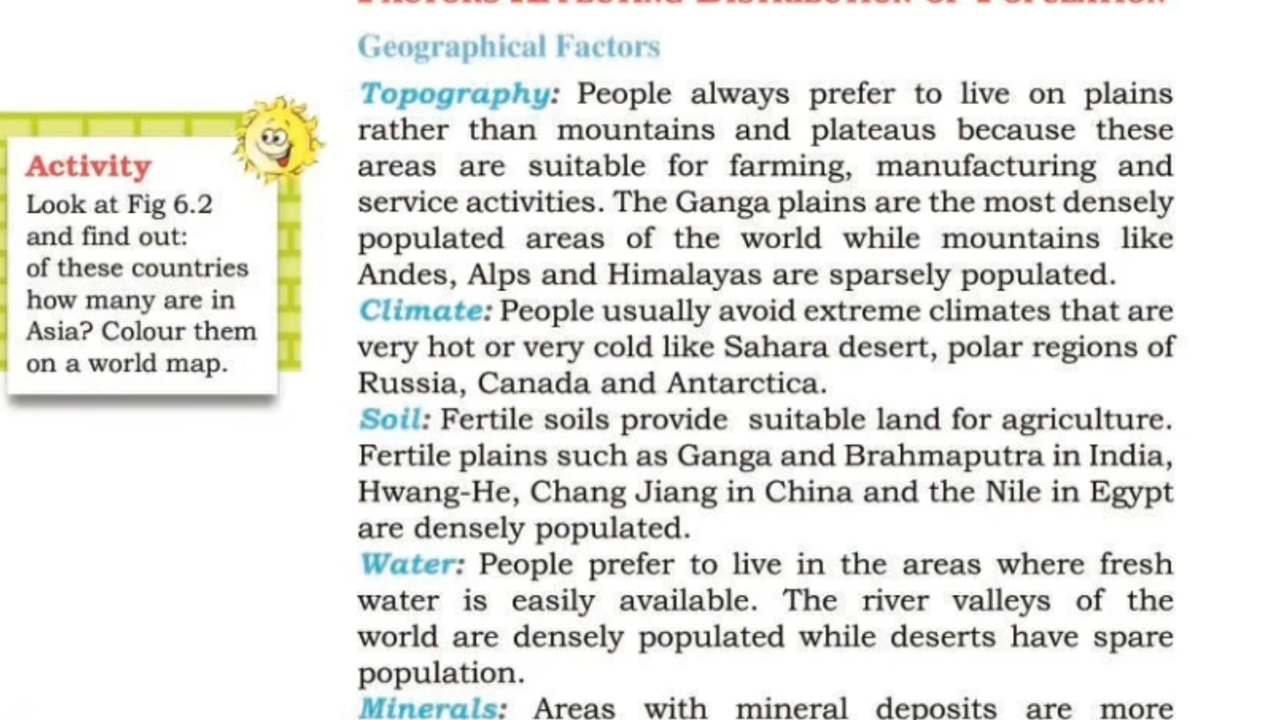 FACTORS AFFECTING DISTRIBUTION OF POPULATION
Geographical Factors
Topography: People always prefer to live on plains
rather than mountains and plateaus because these
areas are suitable for farming, manufacturing and
service activities. The Ganga plains are the most densely
populated areas of the world while mountains like
Andes, Alps and Himalayas are sparsely populated.
Climate: People usually avoid extreme climates that are
very hot or very cold like Sahara desert, polar regions of
Russia, Canada and Antarctica.
Soil: Fertile soils provide suitable land for agriculture.
Fertile plains such as Ganga and Brahmaputra in India,
Hwang-He, Chang Jiang in China and the Nile in Egypt
are densely populated.
Water: People prefer to live in the areas where fresh
water is easily available. The river valleys of the
world are densely populated while deserts have spare
population.
Minerals: Areas with mineral deposits are more
Activity
Look at Fig 6.2
and find out:
of these countries
how many are in
Asia? Colour them
on a world map.